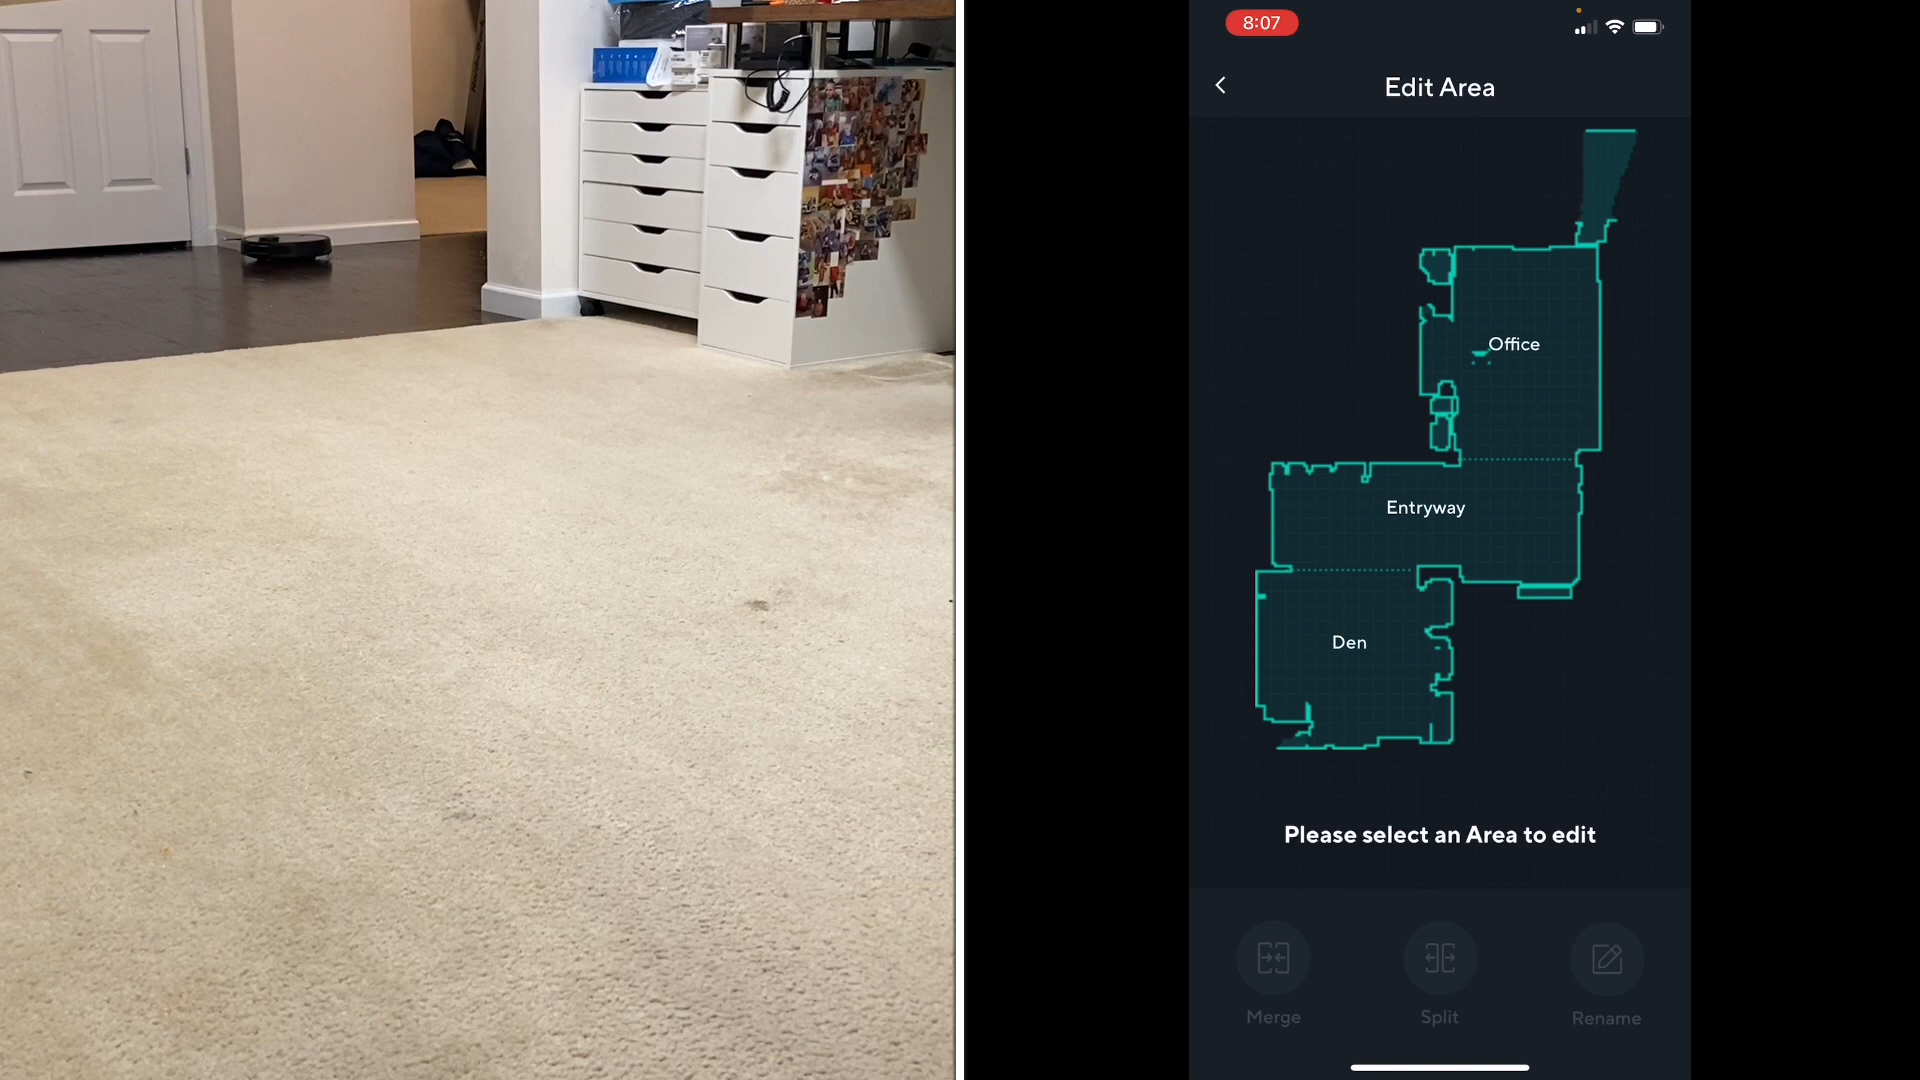 8:07
Edit Area
Office
Entryway
Den
Please select an Area to edit
Merge
Split
Rename